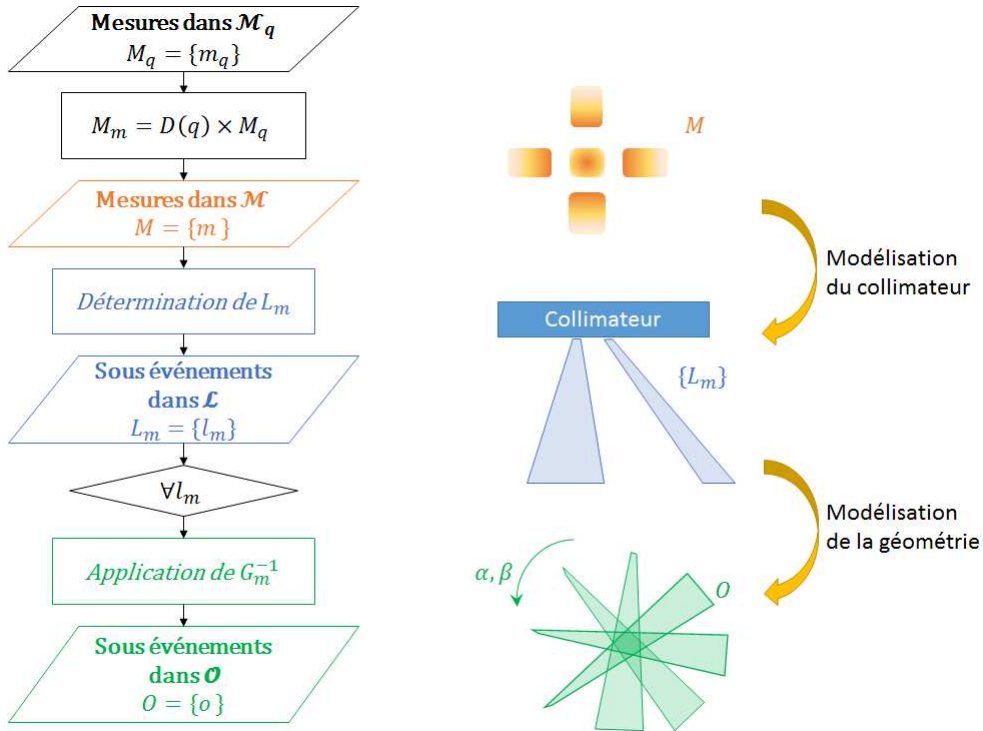 Mesures dans ℳ_q
M_q = {m_q}
M_m = D(q) × M_q
Mesures dans ℳ
M = {m }
Détermination de L_m
Sous événements
dans ℒ
L_m = {l_m}
∀l_m
Application de G_m^{-1}
Sous événements
dans 𝒪
O = {o }
M
Modélisation
du collimateur
Collimateur
{L_m}
Modélisation
de la géométrie
α, β
O